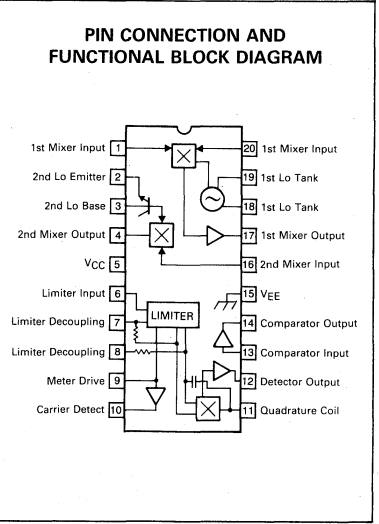 PIN CONNECTION AND
FUNCTIONAL BLOCK DIAGRAM
1st Mixer Input 1
2nd Lo Emitter 2
2nd Lo Base 3
2nd Mixer Output 4
VCC 5
Limiter Input 6
Limiter Decoupling 7
Limiter Decoupling 8
Meter Drive 9
Carrier Detect 10
LIMITER
20 1st Mixer Input
19 1st Lo Tank
18 1st Lo Tank
17 1st Mixer Output
16 2nd Mixer Input
15 VEE
14 Comparator Output
13 Comparator Input
12 Detector Output
11 Quadrature Coil